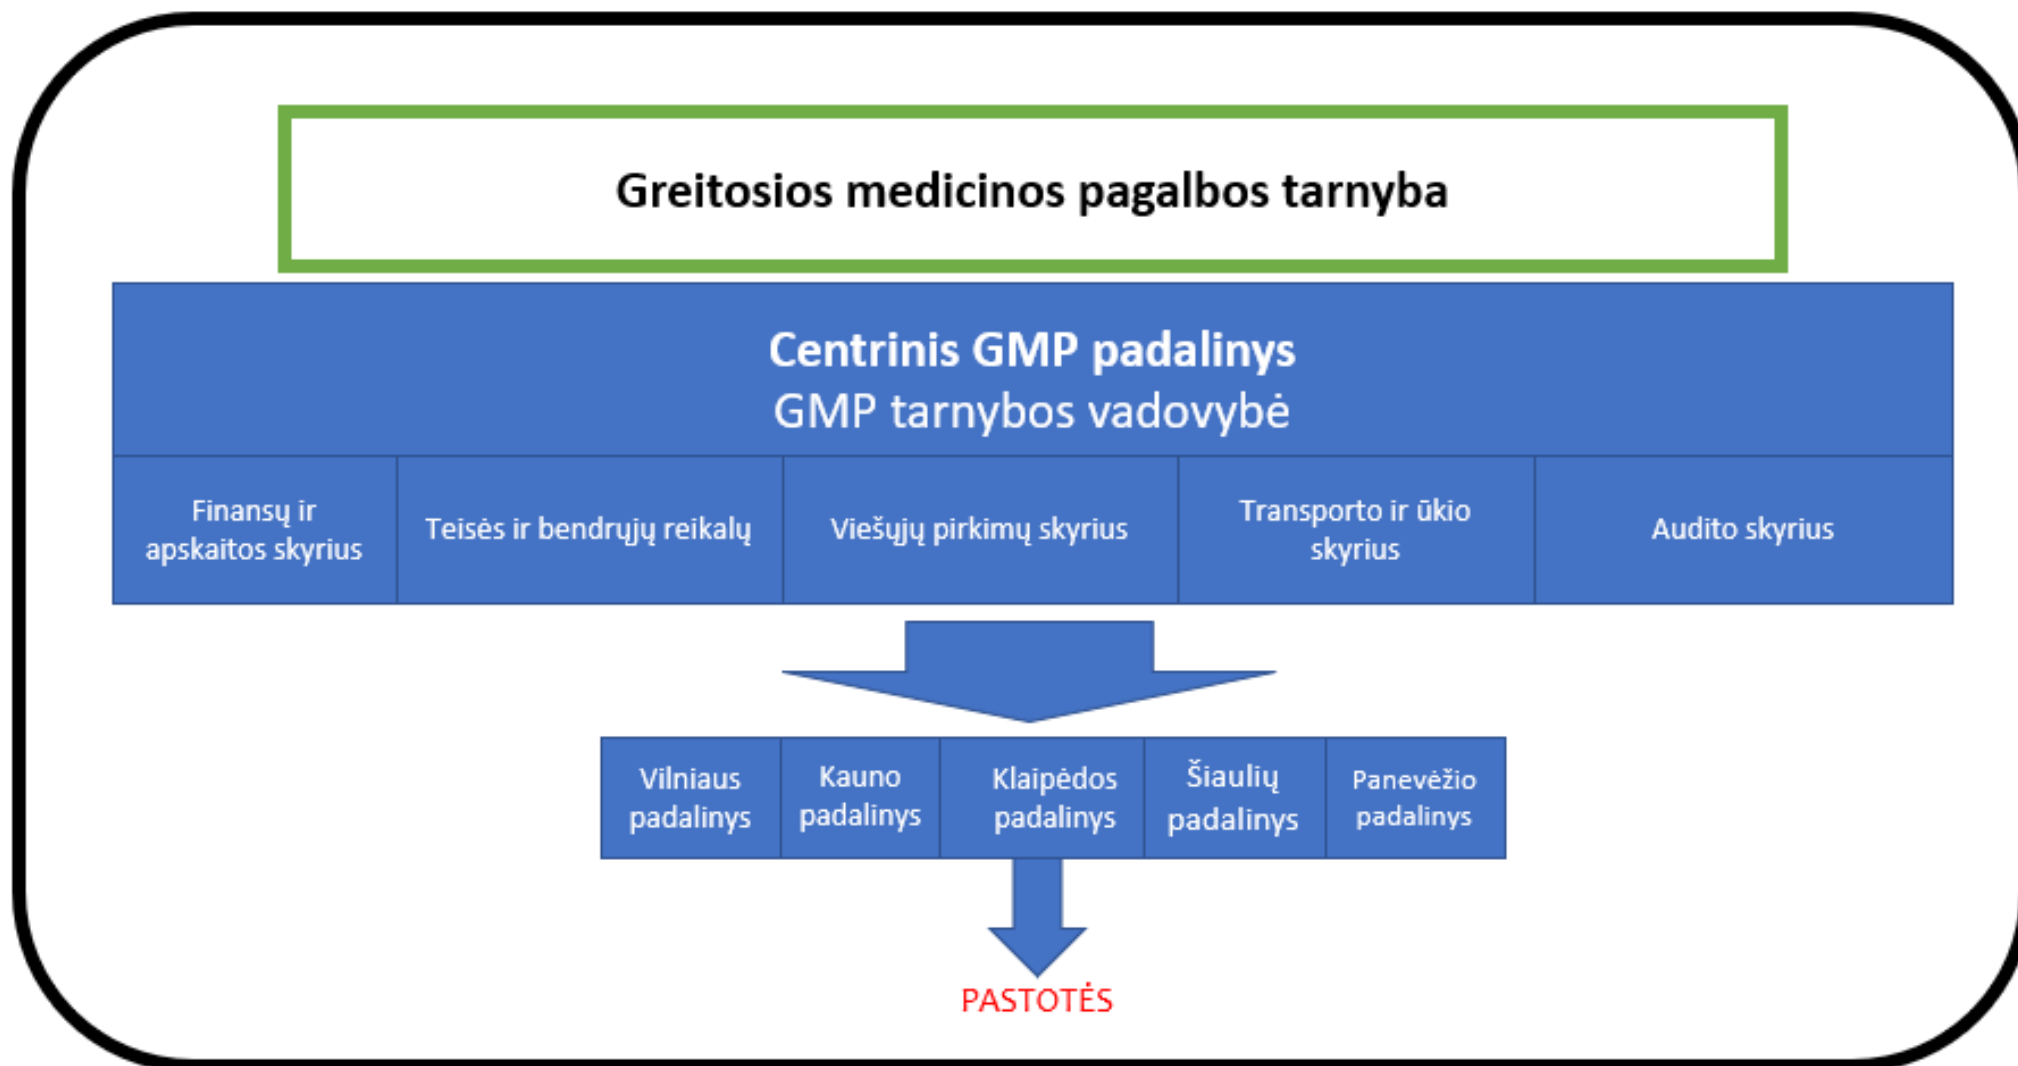 Greitosios medicinos pagalbos tarnyba
Centrinis GMP padalinys
GMP tarnybos vadovybė
Finansų ir
apskaitos skyrius
Teisės ir bendrųjų reikalų
Viešųjų pirkimų skyrius
Transporto ir ūkio
skyrius
Audito skyrius
Vilniaus
padalinys
Kauno
padalinys
Klaipėdos
padalinys
Šiaulių
padalinys
Panevėžio
padalinys
PASTOTĖS